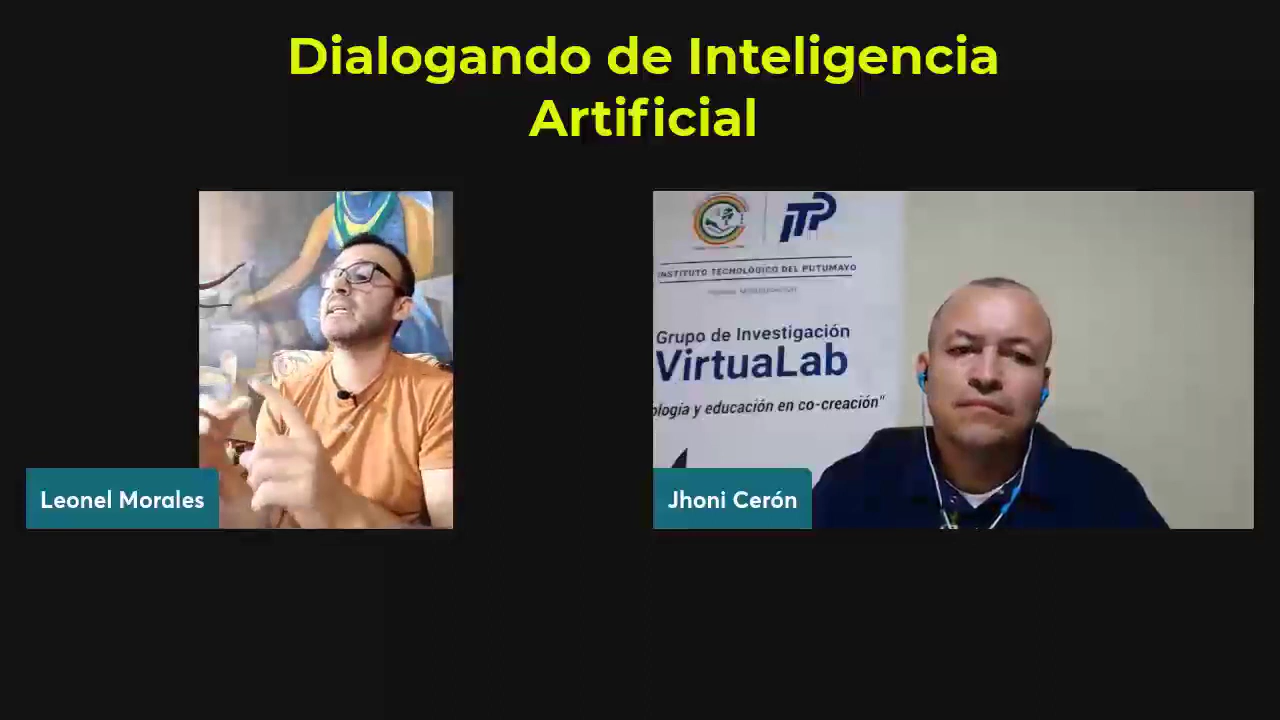 Dialogando de Inteligencia
Artificial
ITP
INSTITUTO TECNOLÓGICO DEL PUTUMAYO
Grupo de Investigación
VirtuaLab
ología y educación en co-creación"
Leonel Morales
Jhoni Cerón